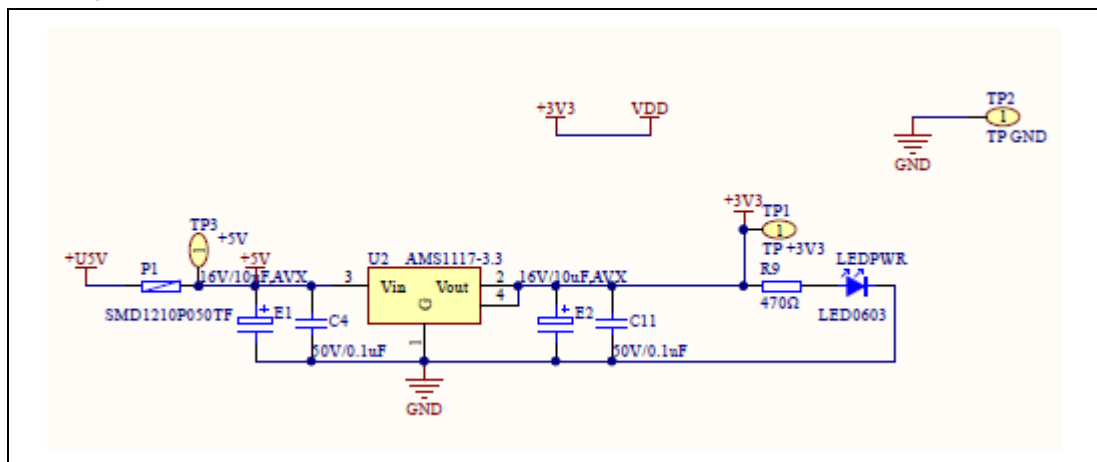 +3V3 VDD
TP2
1
TP GND
GND
+3V3
TP1
1
TP +3V3
TP3
1
+5V
+U5V
P1
+5V
16V/10uF,AVX
SMD1210P050TF
E1
C4
50V/0.1uF
U2 AMS1117-3.3
3
Vin Vout
G
2
4
1
GND
16V/10uF,AVX
E2
C11
50V/0.1uF
R9
470Ω
LEDPWR
LED0603